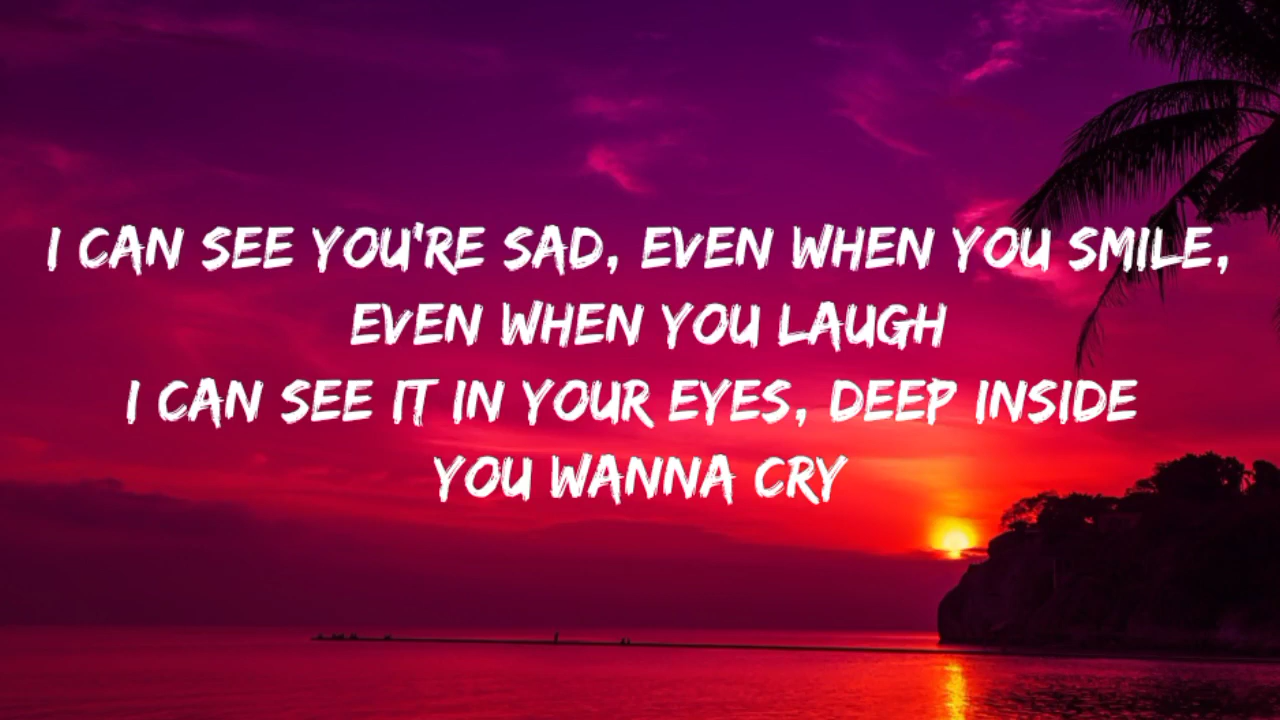 I CAN SEE YOU'RE SAD, EVEN WHEN YOU SMILE,
EVEN WHEN YOU LAUGH
I CAN SEE IT IN YOUR EYES, DEEP INSIDE
YOU WANNA CRY